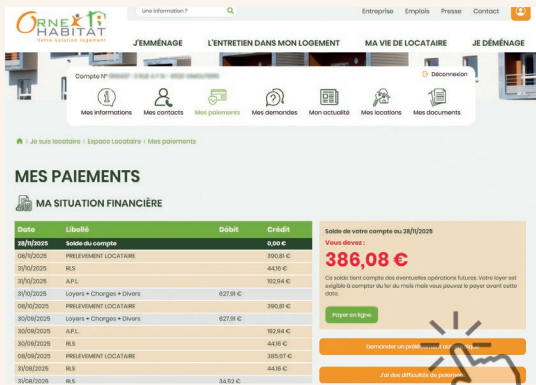 ORNE
HABITAT
Votre solution logement
Une information ?
Entreprise Emplois Presse Contact
J'EMMÉNAGE L'ENTRETIEN DANS MON LOGEMENT MA VIE DE LOCATAIRE JE DÉMÉNAGE
Compte N°
Déconnexion
Mes informations Mes contacts Mes paiements Mes demandes Mon actualité Mes locations Mes documents
Je suis locataire Espace Locataire Mes paiements
MES PAIEMENTS
MA SITUATION FINANCIÈRE
Date Libellé Débit Crédit
28/11/2025 Solde du compte 0,00 €
08/11/2025 PRELEVEMENT LOCATAIRE 390,81 €
31/10/2025 RLS 44,16 €
31/10/2025 A.P.L. 192,94 €
31/10/2025 Loyers + Charges + Divers 627,91 €
08/10/2025 PRELEVEMENT LOCATAIRE 390,81 €
30/09/2025 Loyers + Charges + Divers 627,91 €
30/09/2025 A.P.L. 192,94 €
30/09/2025 RLS 44,16 €
08/09/2025 PRELEVEMENT LOCATAIRE 385,57 €
31/08/2025 RLS 44,16 €
31/08/2025 RLS 34,52 €
Solde de votre compte au 28/11/2025
Vous devez :
386,08 €
Ce solde tient compte des éventuelles opérations futures. Votre loyer est
exigible à compter du 1er du mois mais vous pouvez le payer avant cette
date.
Payer en ligne
Demander un prélèvement automatique
J'ai des difficultés de paiement